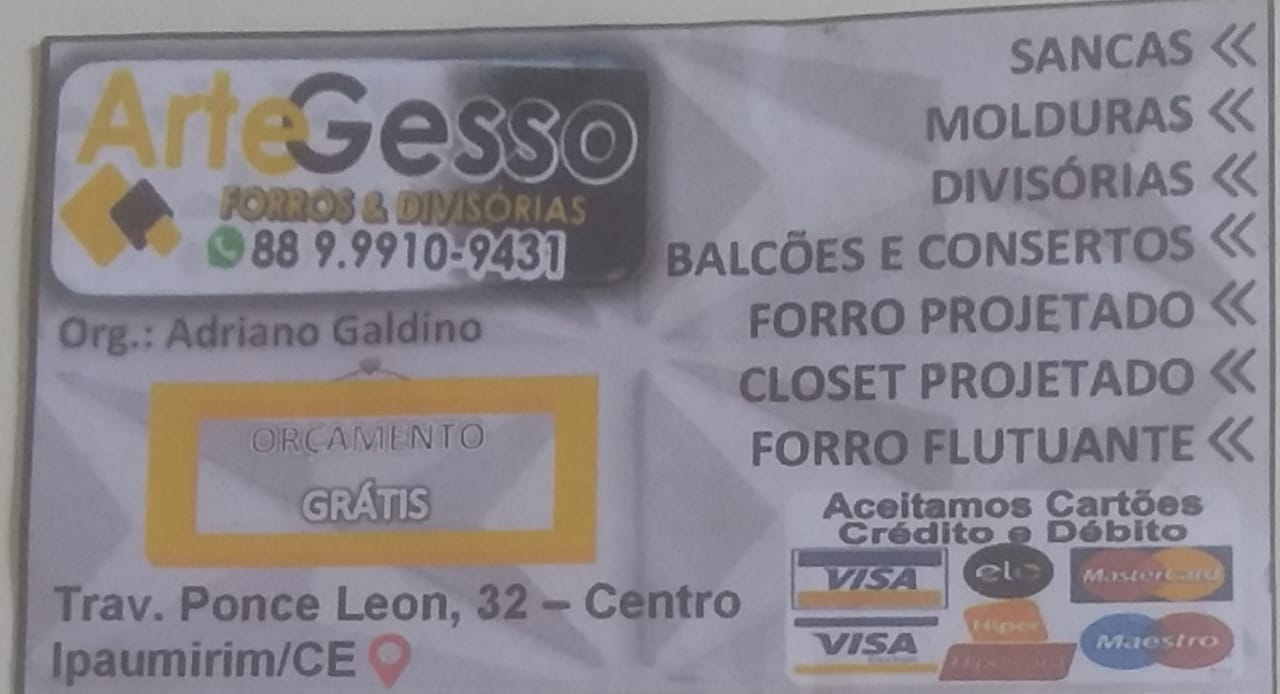 ArteGesso
FORROS & DIVISÓRIAS
88 9.9910-9431
Org.: Adriano Galdino
ORÇAMENTO
GRÁTIS
Trav. Ponce Leon, 32 – Centro
Ipaumirim/CE
SANCAS <<
MOLDURAS <<
DIVISÓRIAS <<
BALCÕES E CONSERTOS <<
FORRO PROJETADO <<
CLOSET PROJETADO <<
FORRO FLUTUANTE <<
Aceitamos Cartões
Crédito e Débito
VISA elo MasterCard
VISA Hiper Maestro
Hipercard